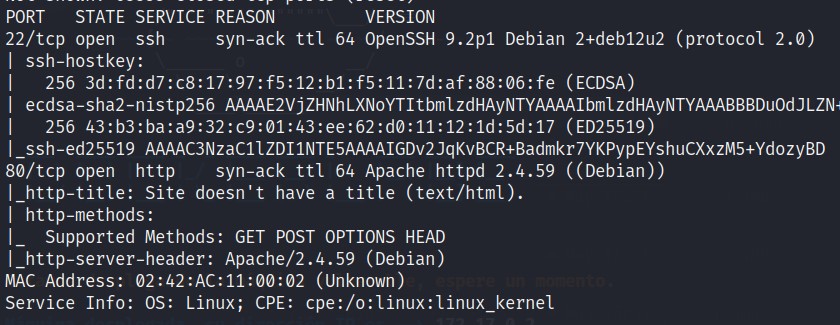 PORT   STATE SERVICE REASON         VERSION
22/tcp open  ssh     syn-ack ttl 64 OpenSSH 9.2p1 Debian 2+deb12u2 (protocol 2.0)
| ssh-hostkey:
|   256 3d:fd:d7:c8:17:97:f5:12:b1:f5:11:7d:af:88:06:fe (ECDSA)
| ecdsa-sha2-nistp256 AAAAE2VjZHNhLXNoYTItbmlzdHAyNTYAAAAIbmlzdHAyNTYAAABBBDuOdJLZN+
|   256 43:b3:ba:a9:32:c9:01:43:ee:62:d0:11:12:1d:5d:17 (ED25519)
|_ssh-ed25519 AAAAC3NzaC1lZDI1NTE5AAAAIGDv2JqKvBCR+Badmkr7YKPypEYshuCXxzM5+YdozyBD
80/tcp open  http    syn-ack ttl 64 Apache httpd 2.4.59 ((Debian))
|_http-title: Site doesn't have a title (text/html).
| http-methods:
|_  Supported Methods: GET POST OPTIONS HEAD
|_http-server-header: Apache/2.4.59 (Debian)
MAC Address: 02:42:AC:11:00:02 (Unknown)
Service Info: OS: Linux; CPE: cpe:/o:linux:linux_kernel